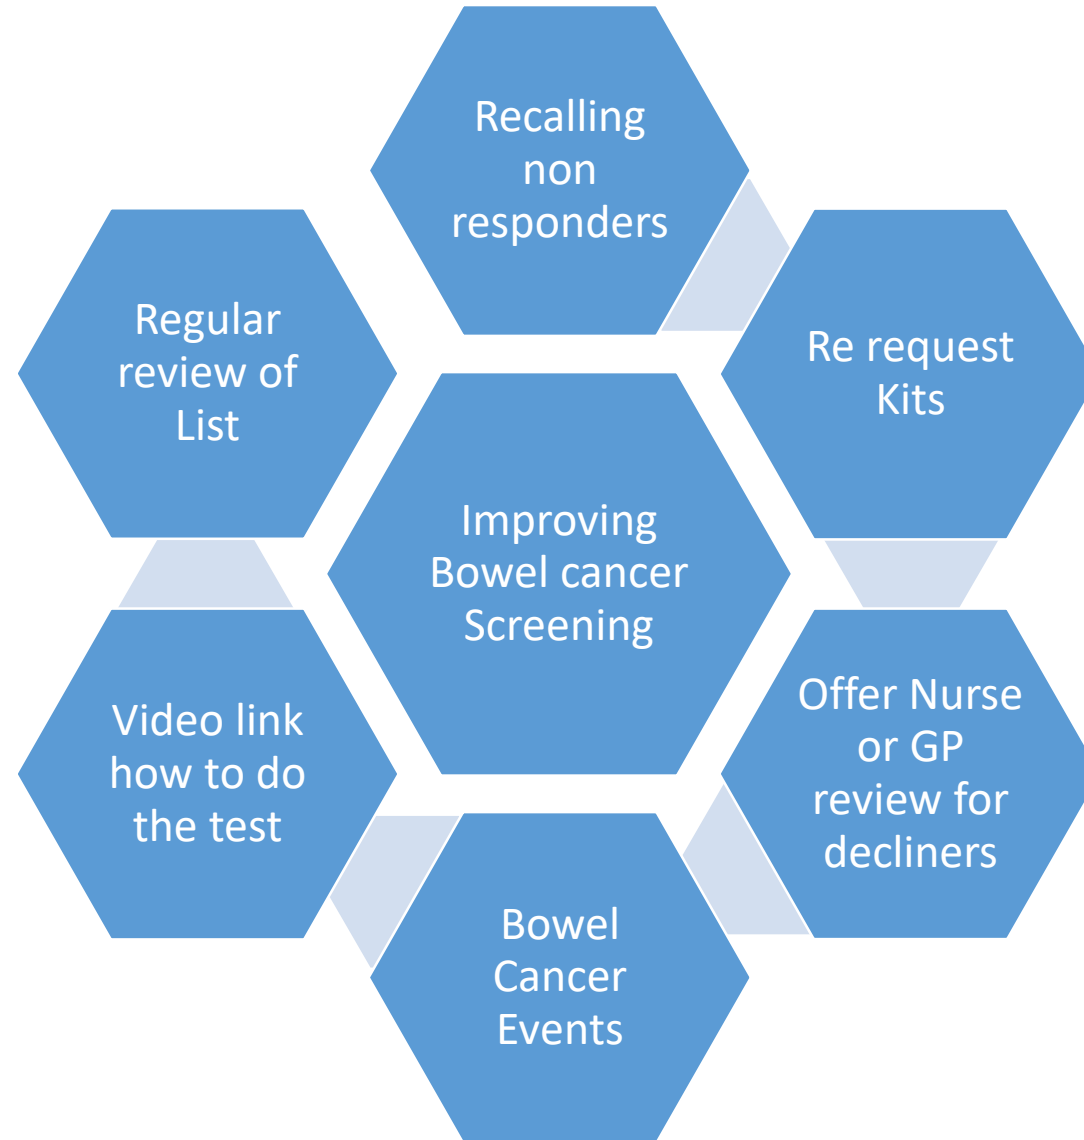 Recalling
non
responders
Re request
Kits
Offer Nurse
or GP
review for
decliners
Bowel
Cancer
Events
Video link
how to do
the test
Regular
review of
List
Improving
Bowel cancer
Screening